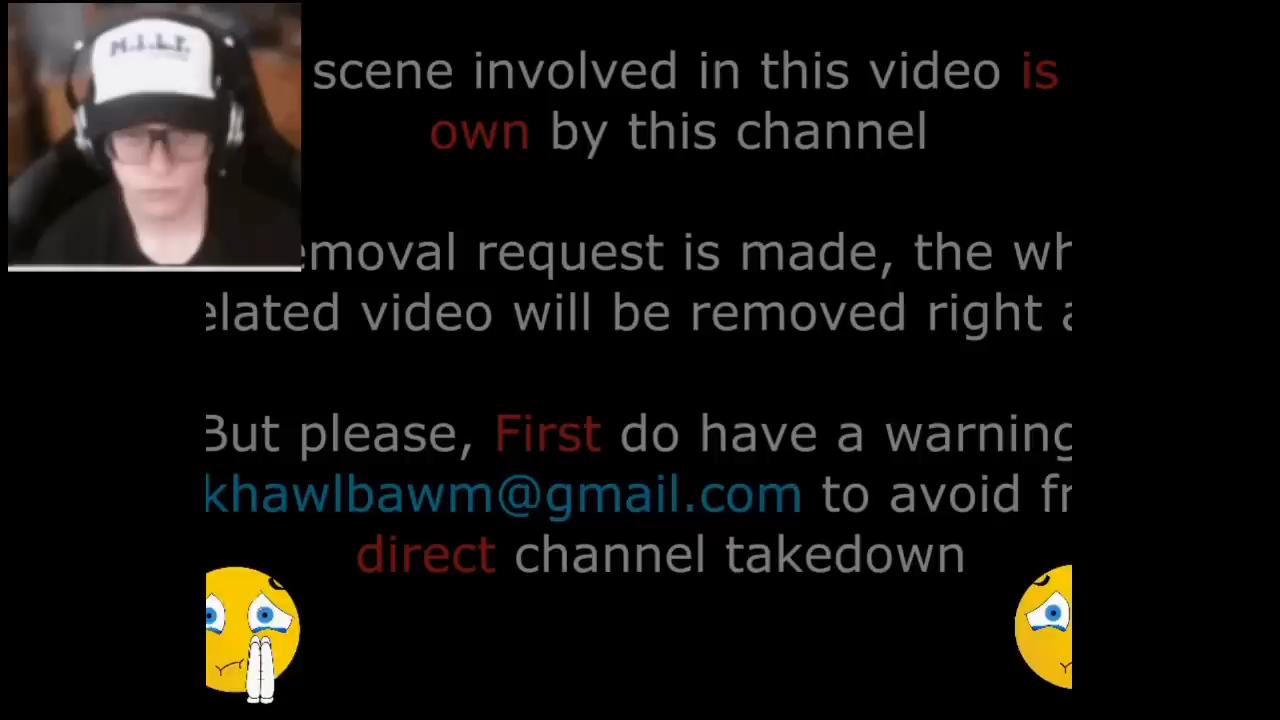 M.I.L.F.
scene involved in this video is
own by this channel
emoval request is made, the wh
elated video will be removed right a
But please, First do have a warning
khawlbawm@gmail.com to avoid fr
direct channel takedown